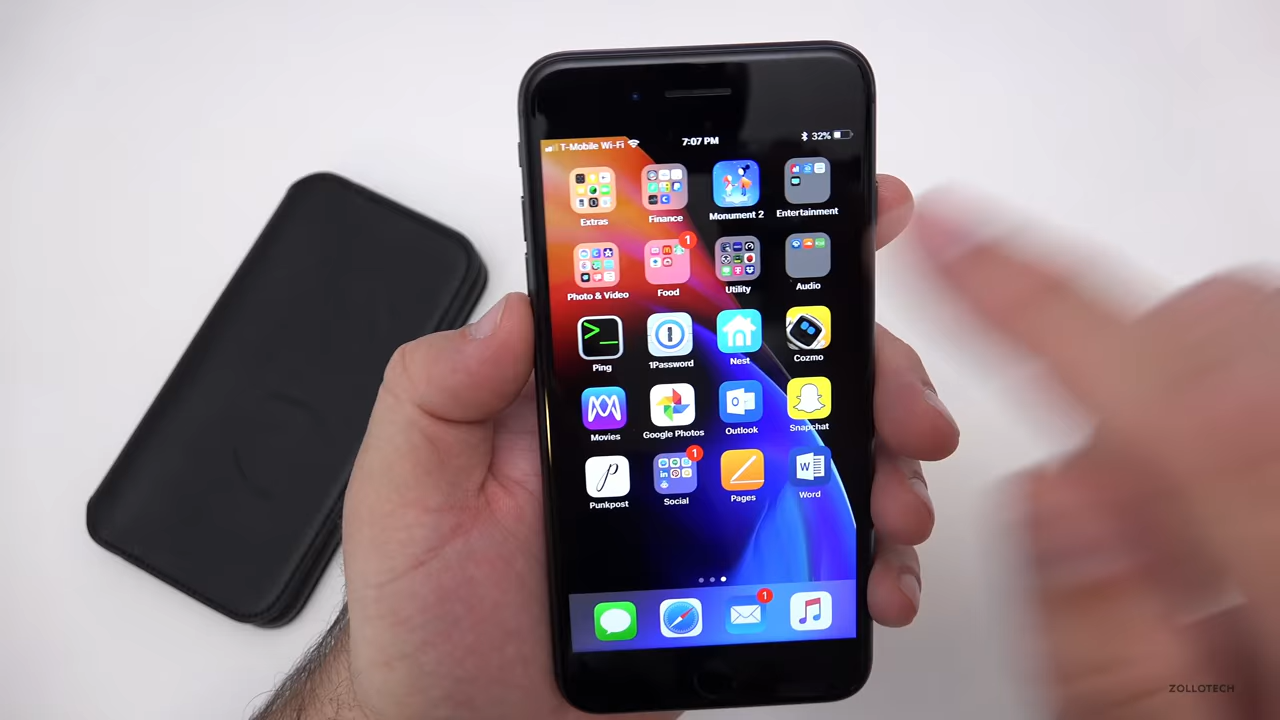 T-Mobile Wi-Fi 7:07 PM 32%
Extras Finance Monument 2 Entertainment
1
Photo & Video Food Utility Audio
>_
Ping 1Password Nest Cozmo
Movies Google Photos Outlook Snapchat
1
Punkpost Social Pages Word
1
ZOLLOTECH